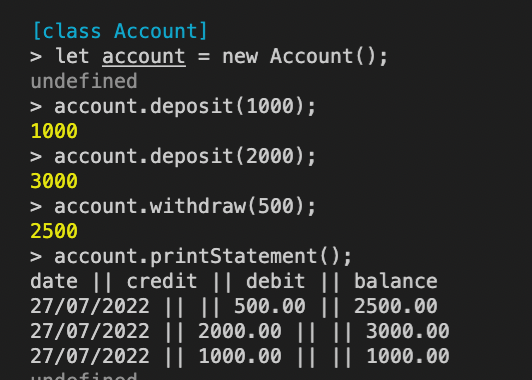 [class Account]
> let account = new Account();
undefined
> account.deposit(1000);
1000
> account.deposit(2000);
3000
> account.withdraw(500);
2500
> account.printStatement();
date || credit || debit || balance
27/07/2022 || || 500.00 || 2500.00
27/07/2022 || 2000.00 || || 3000.00
27/07/2022 || 1000.00 || || 1000.00
undefined